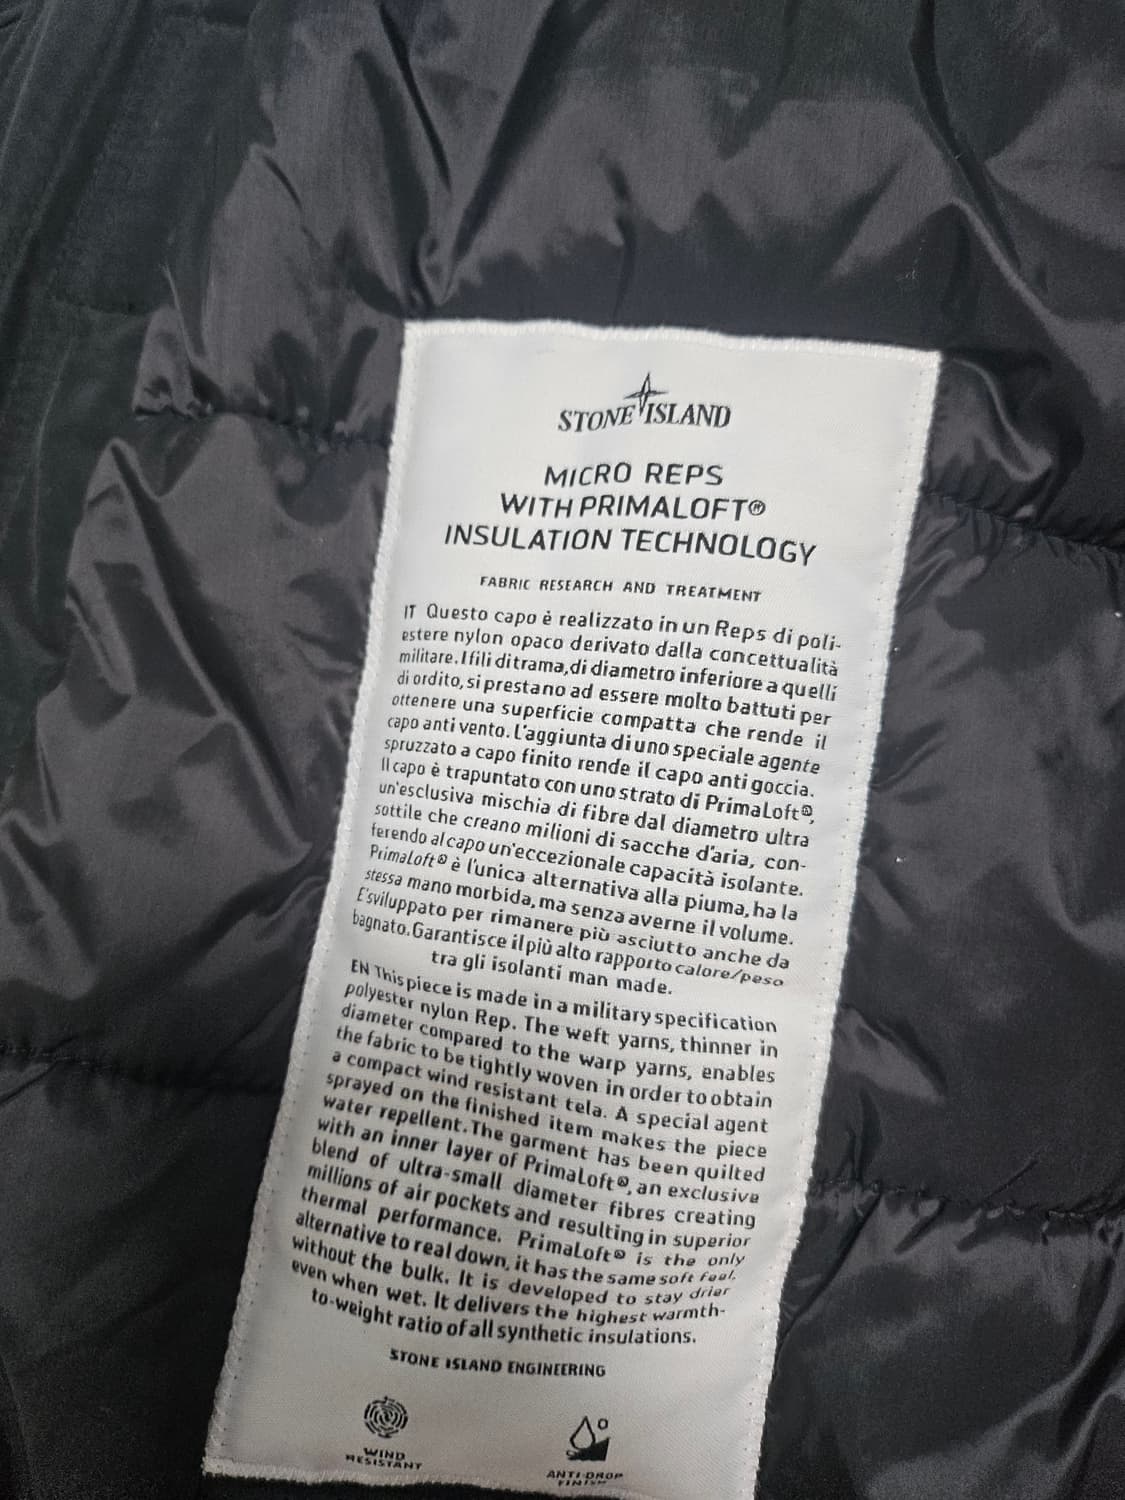 STONE ISLAND
MICRO REPS
WITH PRIMALOFT®
INSULATION TECHNOLOGY
FABRIC RESEARCH AND TREATMENT
IT Questo capo è realizzato in un Reps di poli-
estere nylon opaco derivato dalla concettualità
militare. I fili di trama, di diametro inferiore a quelli
di ordito, si prestano ad essere molto battuti per
ottenere una superficie compatta che rende il
capo anti vento. L'aggiunta di uno speciale agente
spruzzato a capo finito rende il capo anti goccia.
Il capo è trapuntato con uno strato di PrimaLoft®,
un'esclusiva mischia di fibre dal diametro ultra
sottile che creano milioni di sacche d'aria, con-
ferendo al capo un'eccezionale capacità isolante.
PrimaLoft® è l'unica alternativa alla piuma, ha la
stessa mano morbida, ma senza averne il volume.
E'sviluppato per rimanere più asciutto anche da
bagnato. Garantisce il più alto rapporto calore/peso
tra gli isolanti man made.
EN This piece is made in a military specification
polyester nylon Rep. The weft yarns, thinner in
diameter compared to the warp yarns, enables
the fabric to be tightly woven in order to obtain
a compact wind resistant tela. A special agent
sprayed on the finished item makes the piece
water repellent. The garment has been quilted
with an inner layer of PrimaLoft®, an exclusive
blend of ultra-small diameter fibres creating
millions of air pockets and resulting in superior
thermal performance. PrimaLoft® is the only
alternative to real down, it has the same soft feel,
without the bulk. It is developed to stay drier
even when wet. It delivers the highest warmth-
to-weight ratio of all synthetic insulations.
STONE ISLAND ENGINEERING
WIND
RESISTANT
ANTI-DROP
FINISH